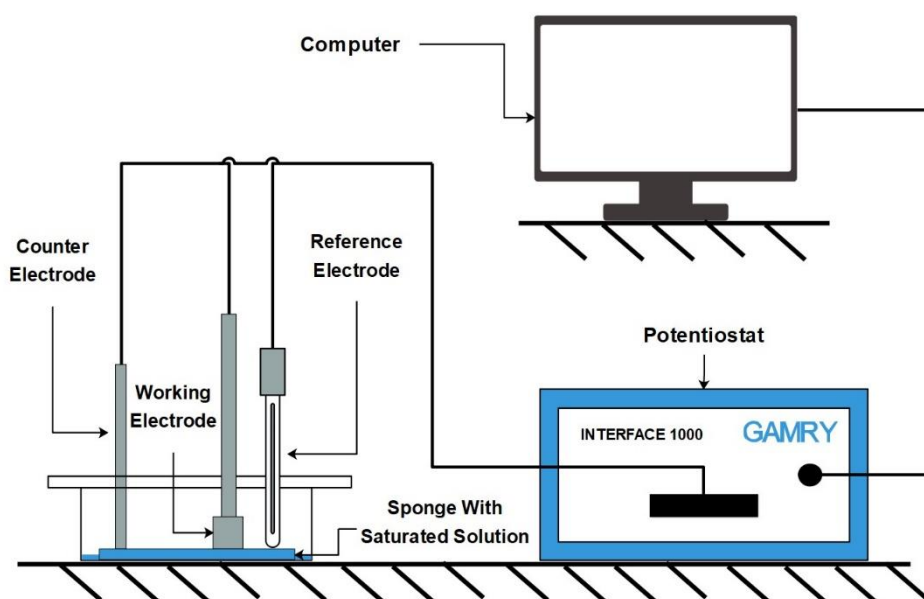 Computer
Counter
Electrode
Reference
Electrode
Working
Electrode
Potentiostat
INTERFACE 1000
GAMRY
Sponge With
Saturated Solution